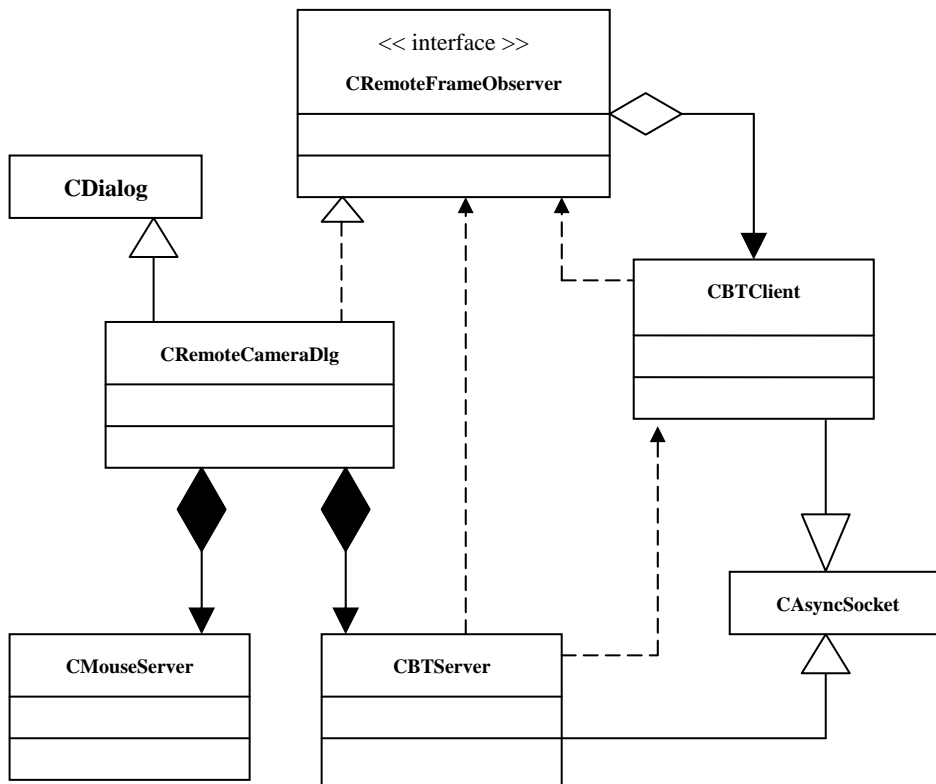 << interface >>
CRemoteFrameObserver
CDialog
CBTClient
CRemoteCameraDlg
CAsyncSocket
CMouseServer
CBTServer